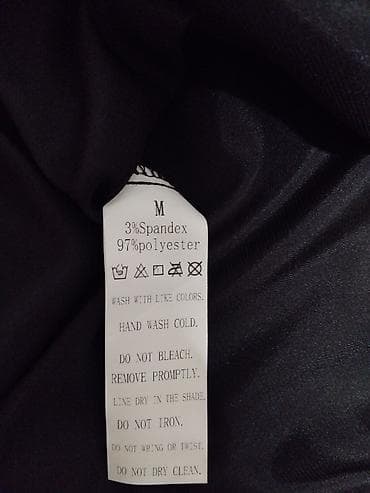 M
3%Spandex
97%polyester
WASH WITH LIKE COLORS.
HAND WASH COLD.
DO NOT BLEACH.
REMOVE PROMPTLY.
LINE DRY IN THE SHADE.
DO NOT IRON.
DO NOT WRING OR TWIST.
DO NOT DRY CLEAN.